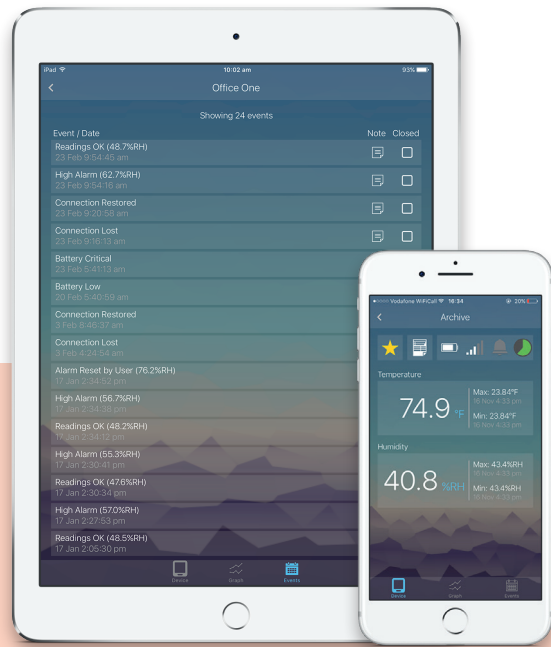 iPad 10:02 am 93%
Office One
Showing 24 events
Event / Date Note Closed
Readings OK (48.7%RH)
23 Feb 9:54:45 am
High Alarm (62.7%RH)
23 Feb 9:54:16 am
Connection Restored
23 Feb 9:20:58 am
Connection Lost
23 Feb 9:16:13 am
Battery Critical
23 Feb 5:41:13 am
Battery Low
20 Feb 5:40:59 am
Connection Restored
3 Feb 8:46:37 am
Connection Lost
3 Feb 4:24:54 am
Alarm Reset by User (76.2%RH)
17 Jan 2:34:52 pm
High Alarm (56.7%RH)
17 Jan 2:34:38 pm
Readings OK (48.2%RH)
17 Jan 2:34:12 pm
High Alarm (55.3%RH)
17 Jan 2:30:41 pm
Readings OK (47.6%RH)
17 Jan 2:30:34 pm
High Alarm (57.0%RH)
17 Jan 2:27:53 pm
Readings OK (48.5%RH)
17 Jan 2:05:30 pm
Device Graph Events
Vodafone WiFiCall 16:34 20%
Archive
Temperature
74.9 °F
Max: 23.84°F
16 Nov 4:33 pm
Min: 23.84°F
16 Nov 4:33 pm
Humidity
40.8 %RH
Max: 43.4%RH
16 Nov 4:33 pm
Min: 43.4%RH
16 Nov 4:33 pm
Device Graph Events